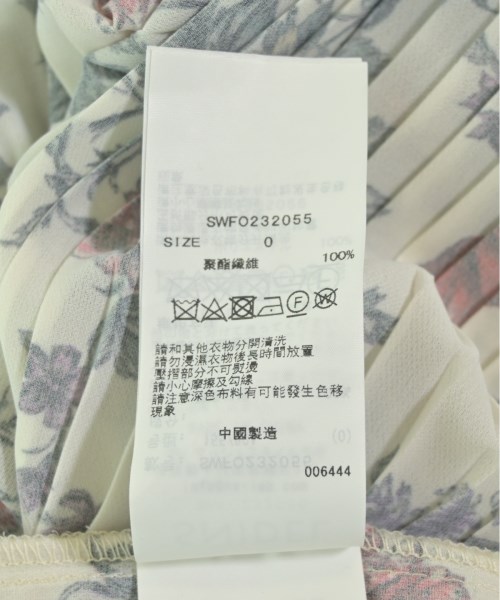 SWFO232055
SIZE 0
聚酯纖維 100%
請和其他衣物分開清洗
請勿浸濕衣物後長時間放置
壓摺部分不可熨燙
請小心摩擦及勾線
請注意深色布料有可能發生色移
現象
中國製造
006444